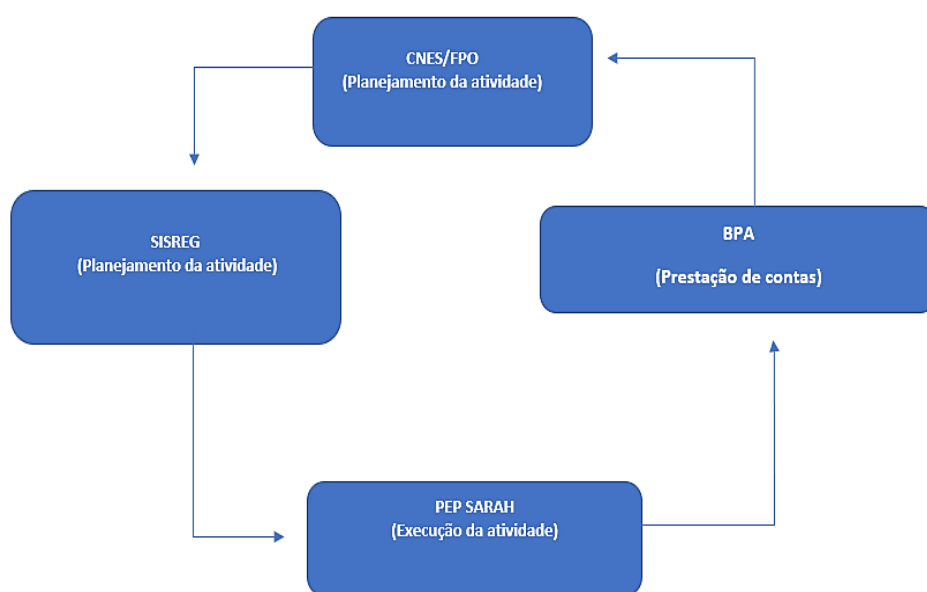 CNES/FPO
(Planejamento da atividade)
SISREG
(Planejamento da atividade)
BPA
(Prestação de contas)
PEP SARAH
(Execução da atividade)